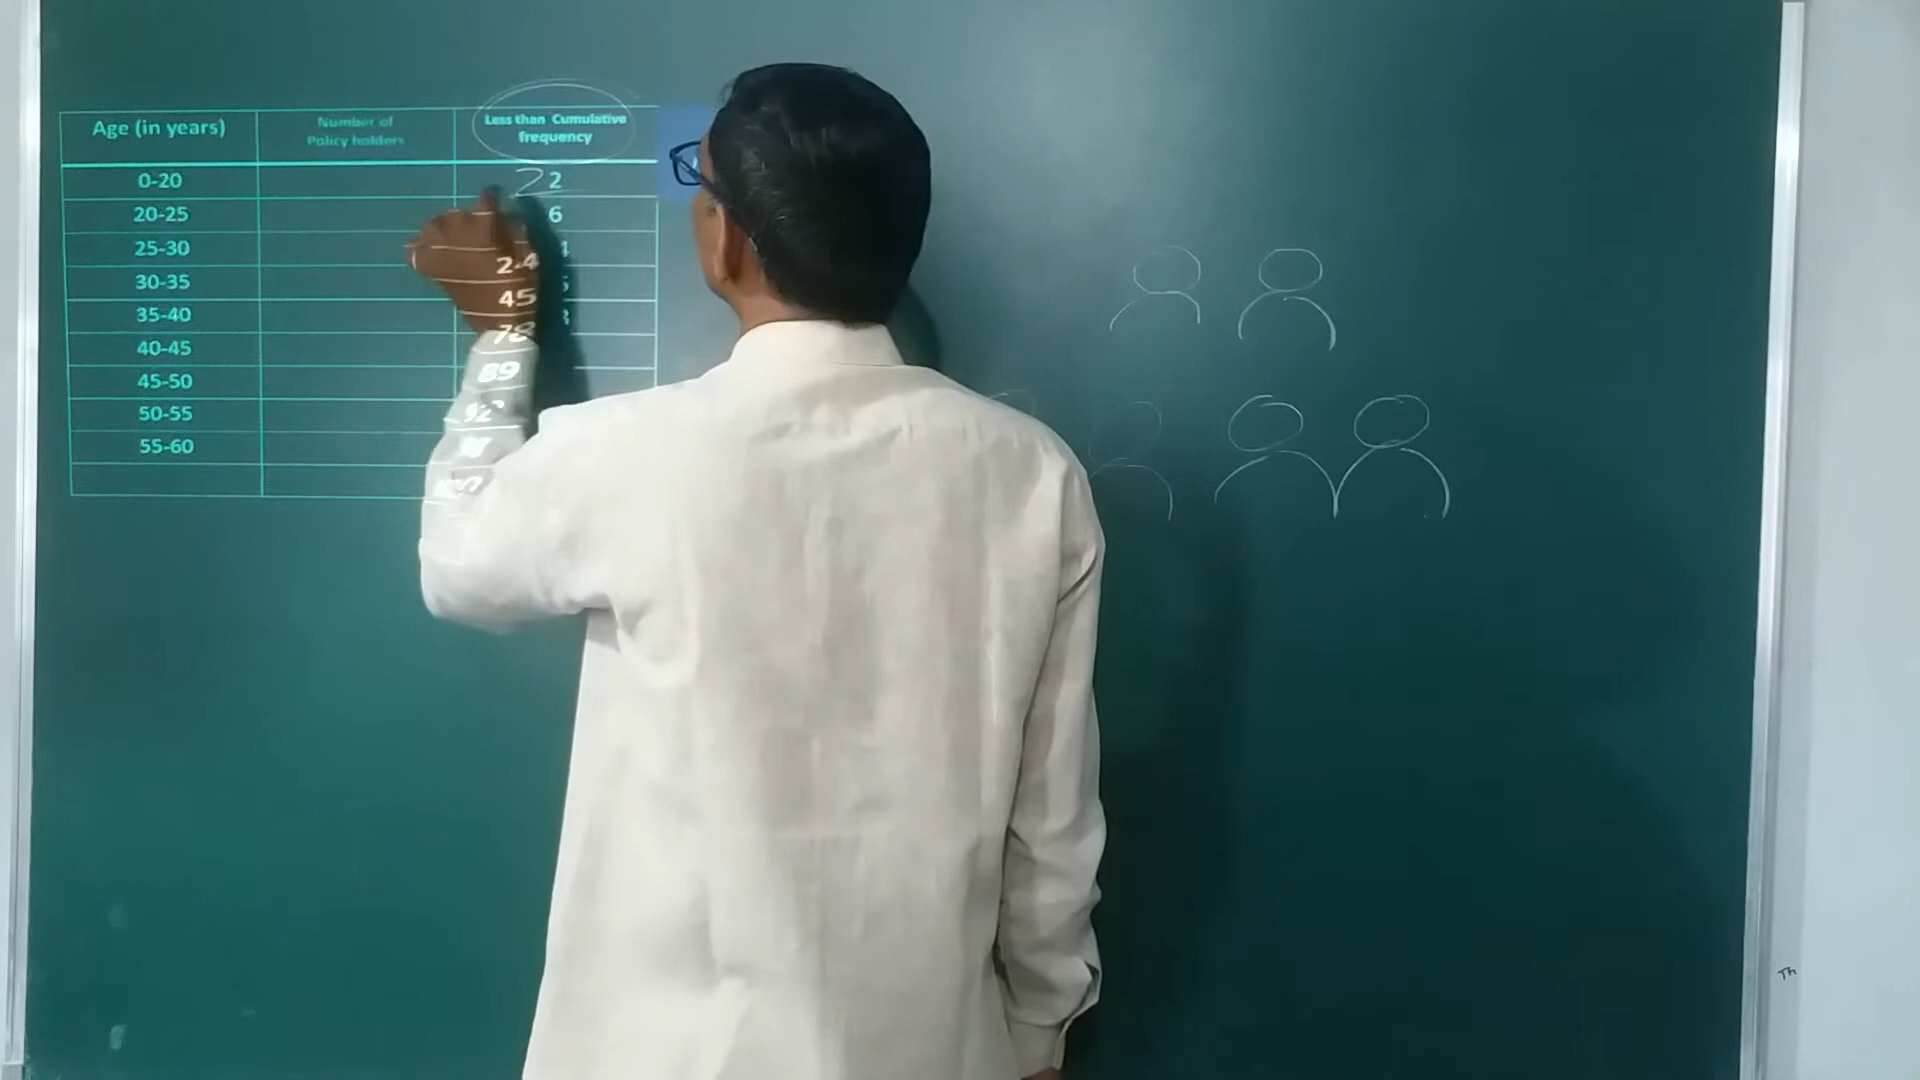 Age (in years) Number of Policy holders Less than Cumulative frequency
0-20 2 2
20-25 6
25-30 24
30-35 45
35-40 78
40-45 89
45-50
50-55
55-60
Th